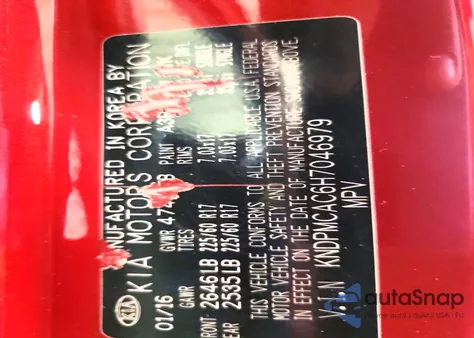 MANUFACTURED IN KOREA BY
KIA MOTORS CORPORATION
KIA
01/16 GVWR
GAWR TIRES RIMS
FRONT: 2646LB 225/60 R17 7.0Jx17
REAR 2535LB 225/60 R17 7.0Jx17
THIS VEHICLE CONFORMS TO ALL APPLICABLE U.S.A. FEDERAL
MOTOR VEHICLE SAFETY AND THEFT PREVENTION STANDARDS
IN EFFECT ON THE DATE OF MANUFACTURE SHOWN ABOVE.
V.I.N KNDPMCAC6H7046979
MPV
autaSnap